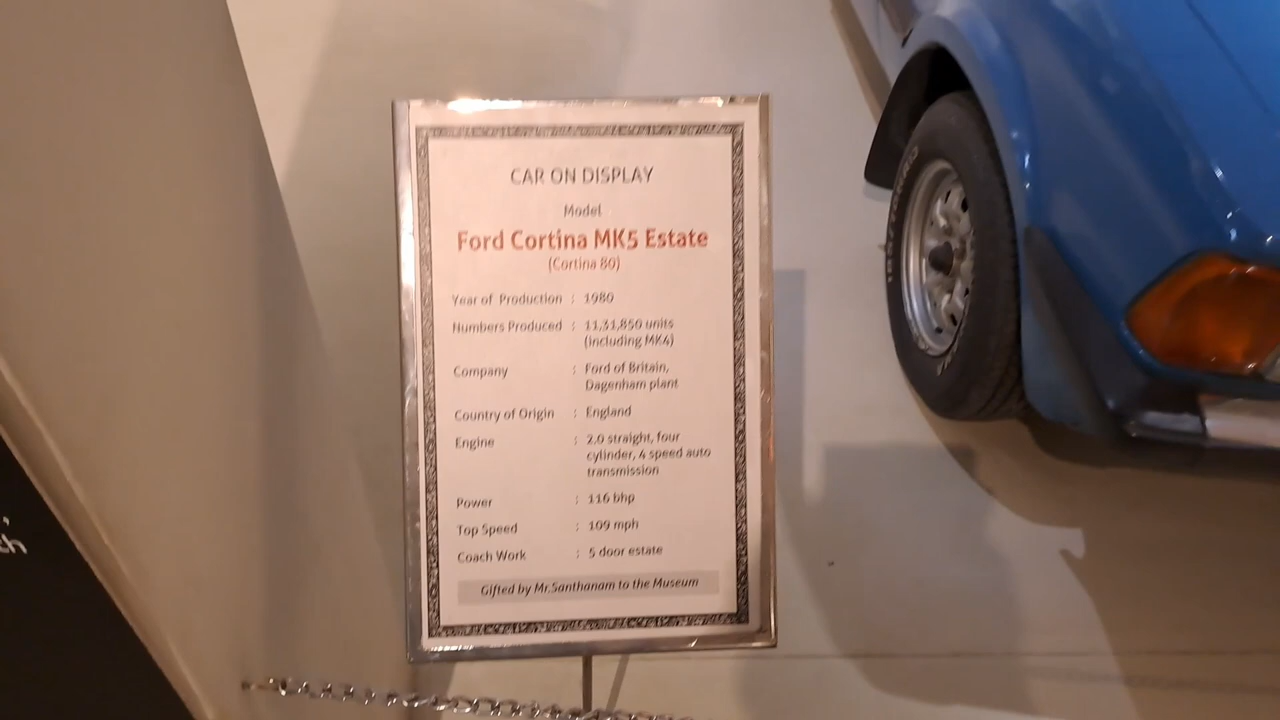 CAR ON DISPLAY
Model
Ford Cortina MK5 Estate
(Cortina 80)
Year of Production : 1980
Numbers Produced : 11,31,850 units
(including MK4)
Company : Ford of Britain,
Dagenham plant
Country of Origin : England
Engine : 2.0 straight, four
cylinder, 4 speed auto
transmission
Power : 116 bhp
Top Speed : 109 mph
Coach Work : 5 door estate
Gifted by Mr.Santhanam to the Museum